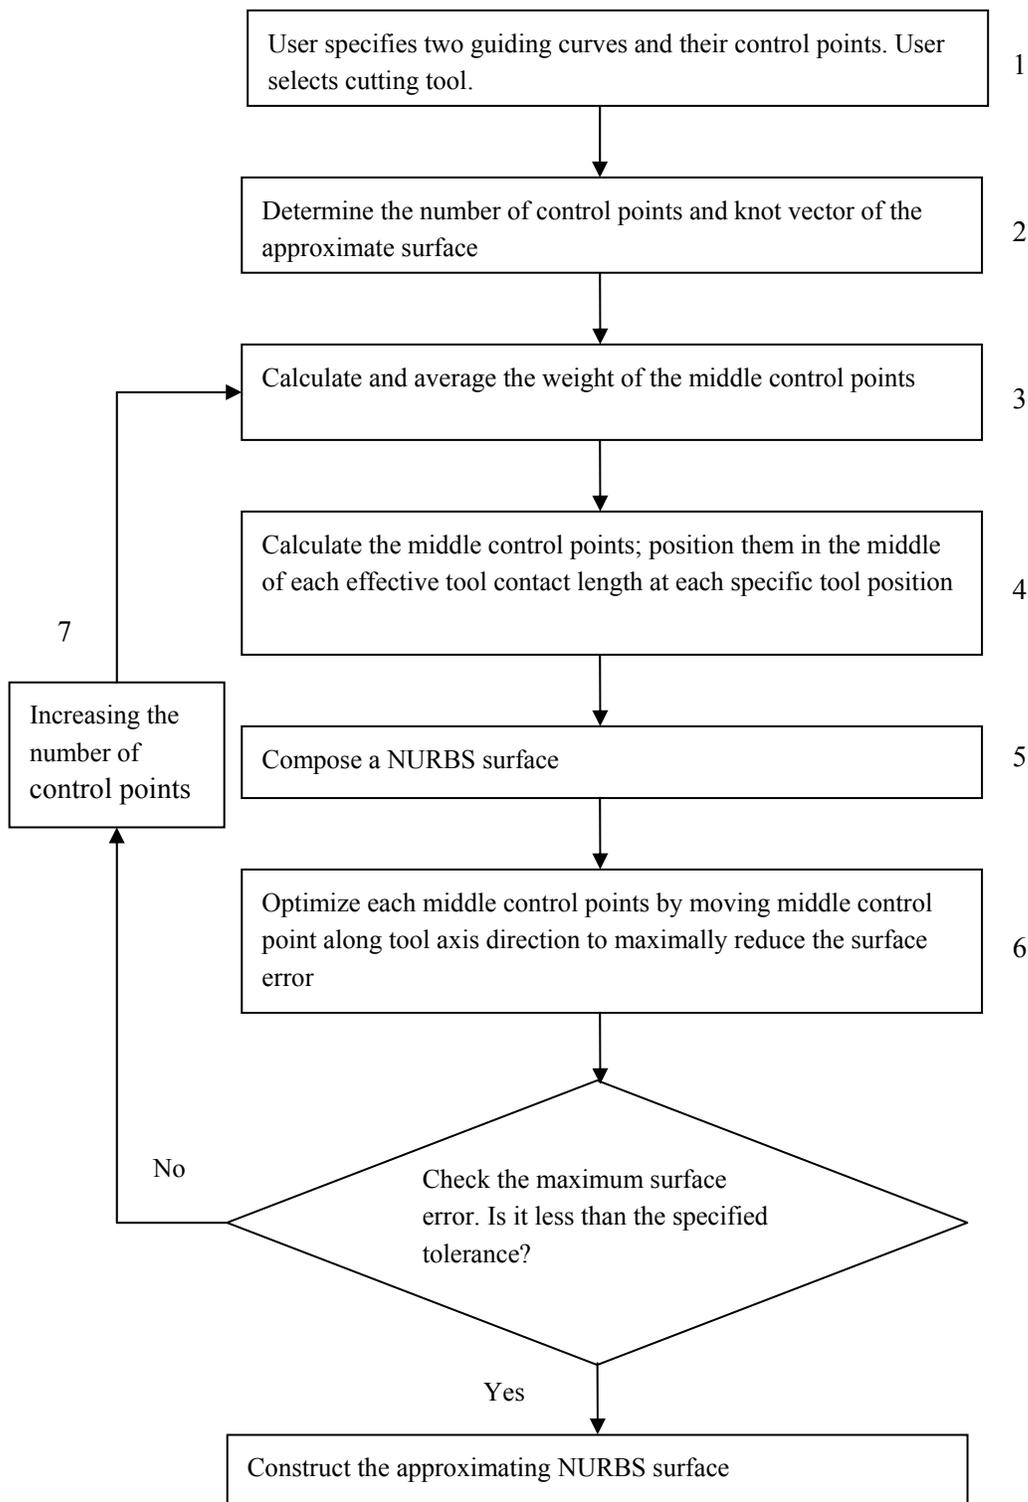 User specifies two guiding curves and their control points. User
selects cutting tool.
1
Determine the number of control points and knot vector of the
approximate surface
2
Calculate and average the weight of the middle control points
3
Calculate the middle control points; position them in the middle
of each effective tool contact length at each specific tool position
4
7
Increasing the
number of
control points
Compose a NURBS surface
5
Optimize each middle control points by moving middle control
point along tool axis direction to maximally reduce the surface
error
6
No
Check the maximum surface
error. Is it less than the specified
tolerance?
Yes
Construct the approximating NURBS surface